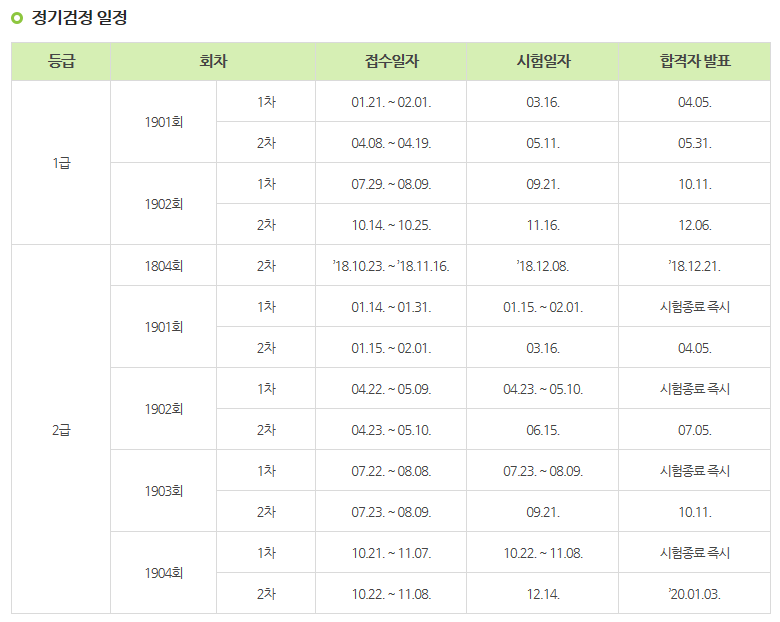 정기검정 일정
등급 회차 접수일자 시험일자 합격자 발표
1급 1901회 1차 01.21. ~ 02.01. 03.16. 04.05.
2차 04.08. ~ 04.19. 05.11. 05.31.
1902회 1차 07.29. ~ 08.09. 09.21. 10.11.
2차 10.14. ~ 10.25. 11.16. 12.06.
2급 1804회 2차 ’18.10.23. ~ ’18.11.16. ’18.12.08. ’18.12.21.
1901회 1차 01.14. ~ 01.31. 01.15. ~ 02.01. 시험종료 즉시
2차 01.15. ~ 02.01. 03.16. 04.05.
1902회 1차 04.22. ~ 05.09. 04.23. ~ 05.10. 시험종료 즉시
2차 04.23. ~ 05.10. 06.15. 07.05.
1903회 1차 07.22. ~ 08.08. 07.23. ~ 08.09. 시험종료 즉시
2차 07.23. ~ 08.09. 09.21. 10.11.
1904회 1차 10.21. ~ 11.07. 10.22. ~ 11.08. 시험종료 즉시
2차 10.22. ~ 11.08. 12.14. ’20.01.03.